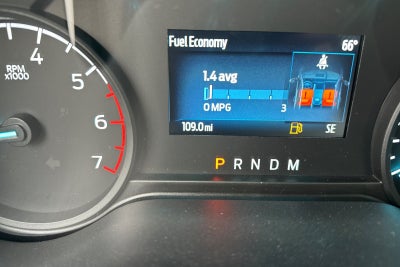 Fuel Economy 66°
1.4 avg
0 MPG 3
109.0 mi SE
4
5
6
7
RPM
x1000
P R N D M